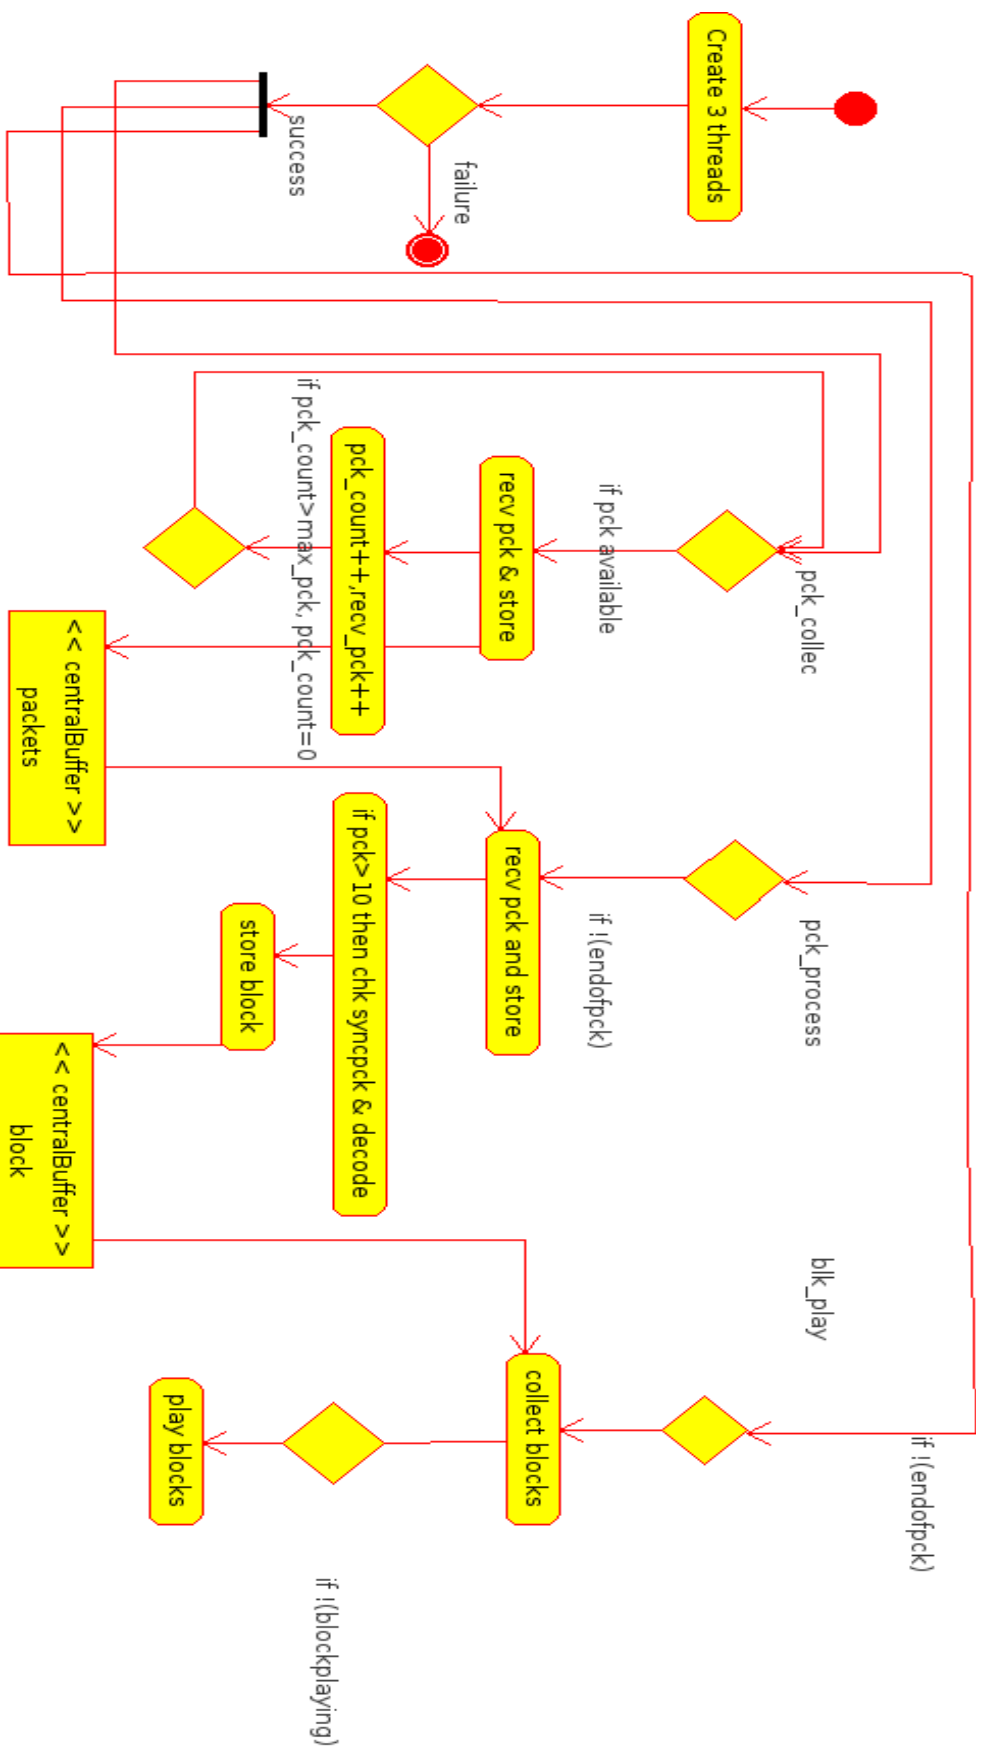 Create 3 threads
failure
success
pck_collec
if pck available
recv pck & store
pck_count++,recv_pck++
if pck_count>max_pck, pck_count=0
<< centralBuffer >>
packets
pck_process
if !(endofpck)
recv pck and store
if pck>10 then chk syncpck & decode
store block
<< centralBuffer >>
block
blk_play
if !(endofpck)
collect blocks
if !(blockplaying)
play blocks